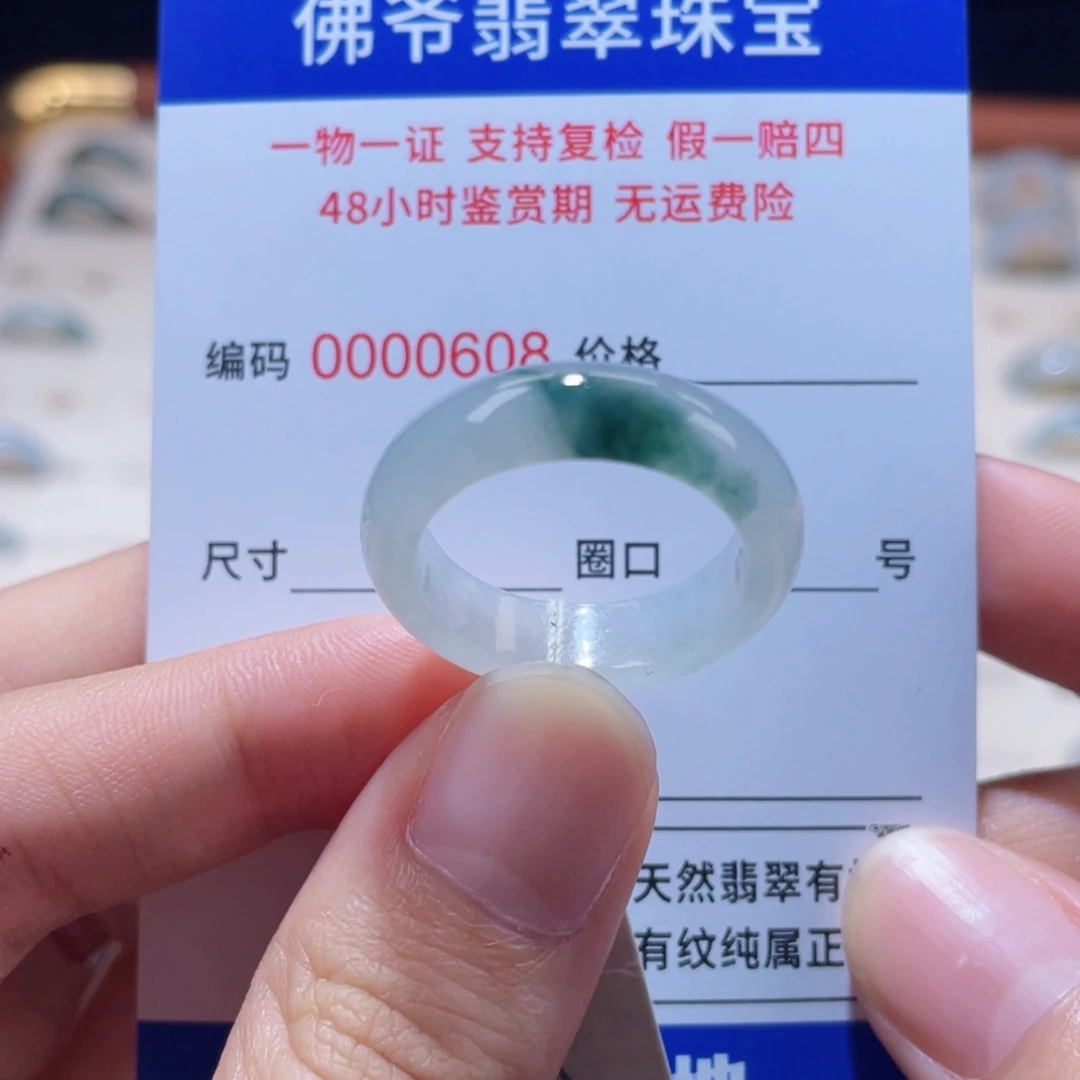 佛爷翡翠珠宝
一物一证 支持复检 假一赔四
48小时鉴赏期 无运费险
编码 0000608 价格
尺寸 圈口 号
天然翡翠有
有纹纯属正